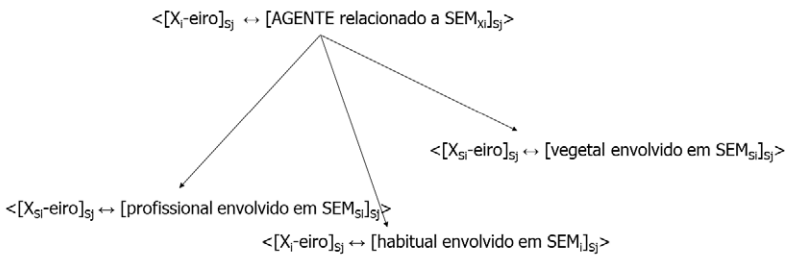 <[Xᵢ-eiro]Sj ↔ [AGENTE relacionado a SEMXi]Sj>
<[XSi-eiro]Sj ↔ [vegetal envolvido em SEMSi]Sj>
<[XSi-eiro]Sj ↔ [profissional envolvido em SEMSi]Sj>
<[Xᵢ-eiro]Sj ↔ [habitual envolvido em SEMᵢ]Sj>